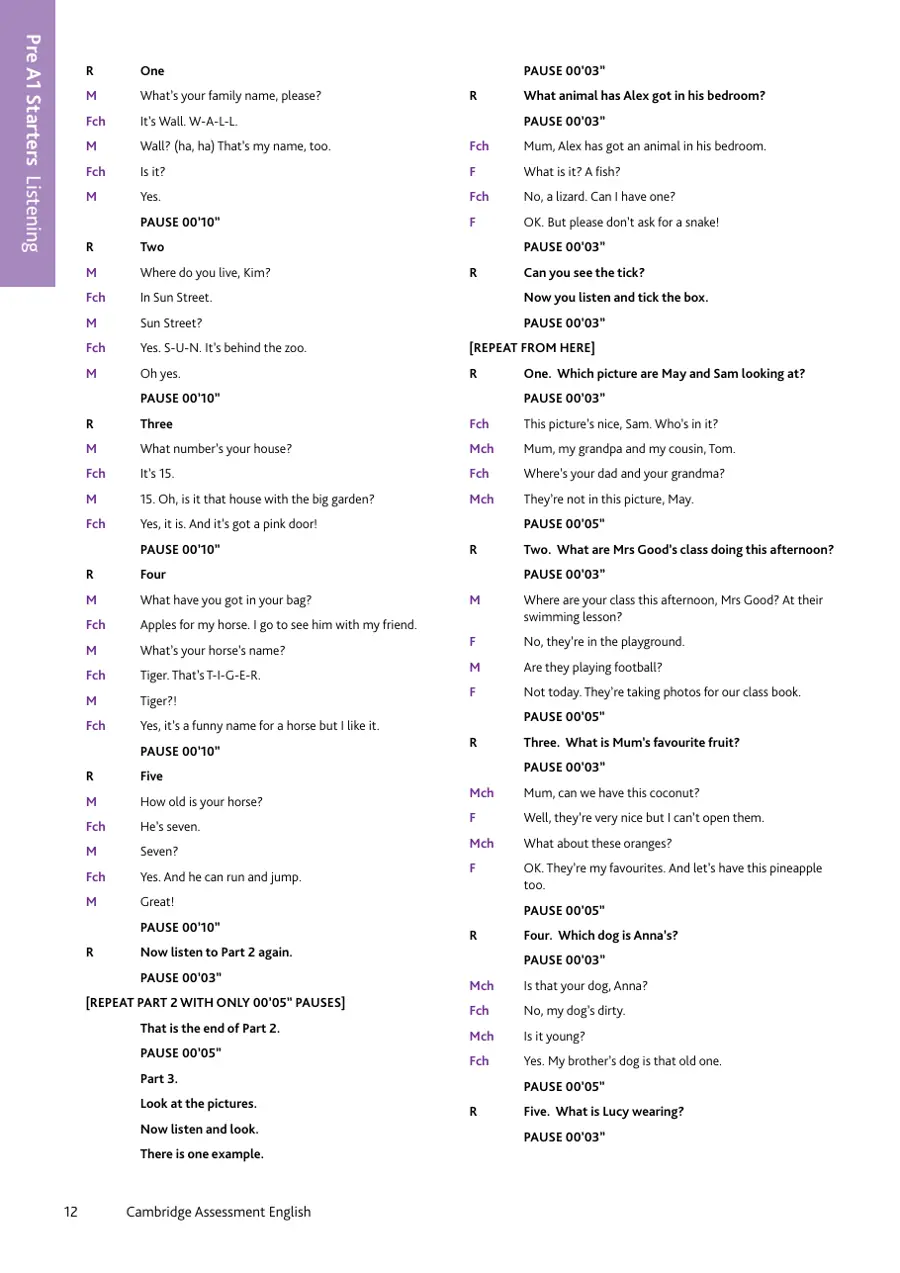 Pre A1 Starters Listening
R One
M What's your family name, please?
Fch It's Wall. W-A-L-L.
M Wall? (ha, ha) That's my name, too.
Fch Is it?
M Yes.
PAUSE 00'10"
R Two
M Where do you live, Kim?
Fch In Sun Street.
M Sun Street?
Fch Yes. S-U-N. It's behind the zoo.
M Oh yes.
PAUSE 00'10"
R Three
M What number's your house?
Fch It's 15.
M 15. Oh, is it that house with the big garden?
Fch Yes, it is. And it's got a pink door!
PAUSE 00'10"
R Four
M What have you got in your bag?
Fch Apples for my horse. I go to see him with my friend.
M What's your horse's name?
Fch Tiger. That's T-I-G-E-R.
M Tiger?!
Fch Yes, it's a funny name for a horse but I like it.
PAUSE 00'10"
R Five
M How old is your horse?
Fch He's seven.
M Seven?
Fch Yes. And he can run and jump.
M Great!
PAUSE 00'10"
R Now listen to Part 2 again.
PAUSE 00'03"
[REPEAT PART 2 WITH ONLY 00'05" PAUSES]
That is the end of Part 2.
PAUSE 00'05"
Part 3.
Look at the pictures.
Now listen and look.
There is one example.
PAUSE 00'03"
R What animal has Alex got in his bedroom?
PAUSE 00'03"
Fch Mum, Alex has got an animal in his bedroom.
F What is it? A fish?
Fch No, a lizard. Can I have one?
F OK. But please don't ask for a snake!
PAUSE 00'03"
R Can you see the tick?
Now you listen and tick the box.
PAUSE 00'03"
[REPEAT FROM HERE]
R One. Which picture are May and Sam looking at?
PAUSE 00'03"
Fch This picture's nice, Sam. Who's in it?
Mch Mum, my grandpa and my cousin, Tom.
Fch Where's your dad and your grandma?
Mch They're not in this picture, May.
PAUSE 00'05"
R Two. What are Mrs Good's class doing this afternoon?
PAUSE 00'03"
M Where are your class this afternoon, Mrs Good? At their
swimming lesson?
F No, they're in the playground.
M Are they playing football?
F Not today. They're taking photos for our class book.
PAUSE 00'05"
R Three. What is Mum's favourite fruit?
PAUSE 00'03"
Mch Mum, can we have this coconut?
F Well, they're very nice but I can't open them.
Mch What about these oranges?
F OK. They're my favourites. And let's have this pineapple
too.
PAUSE 00'05"
R Four. Which dog is Anna's?
PAUSE 00'03"
Mch Is that your dog, Anna?
Fch No, my dog's dirty.
Mch Is it young?
Fch Yes. My brother's dog is that old one.
PAUSE 00'05"
R Five. What is Lucy wearing?
PAUSE 00'03"
12 Cambridge Assessment English